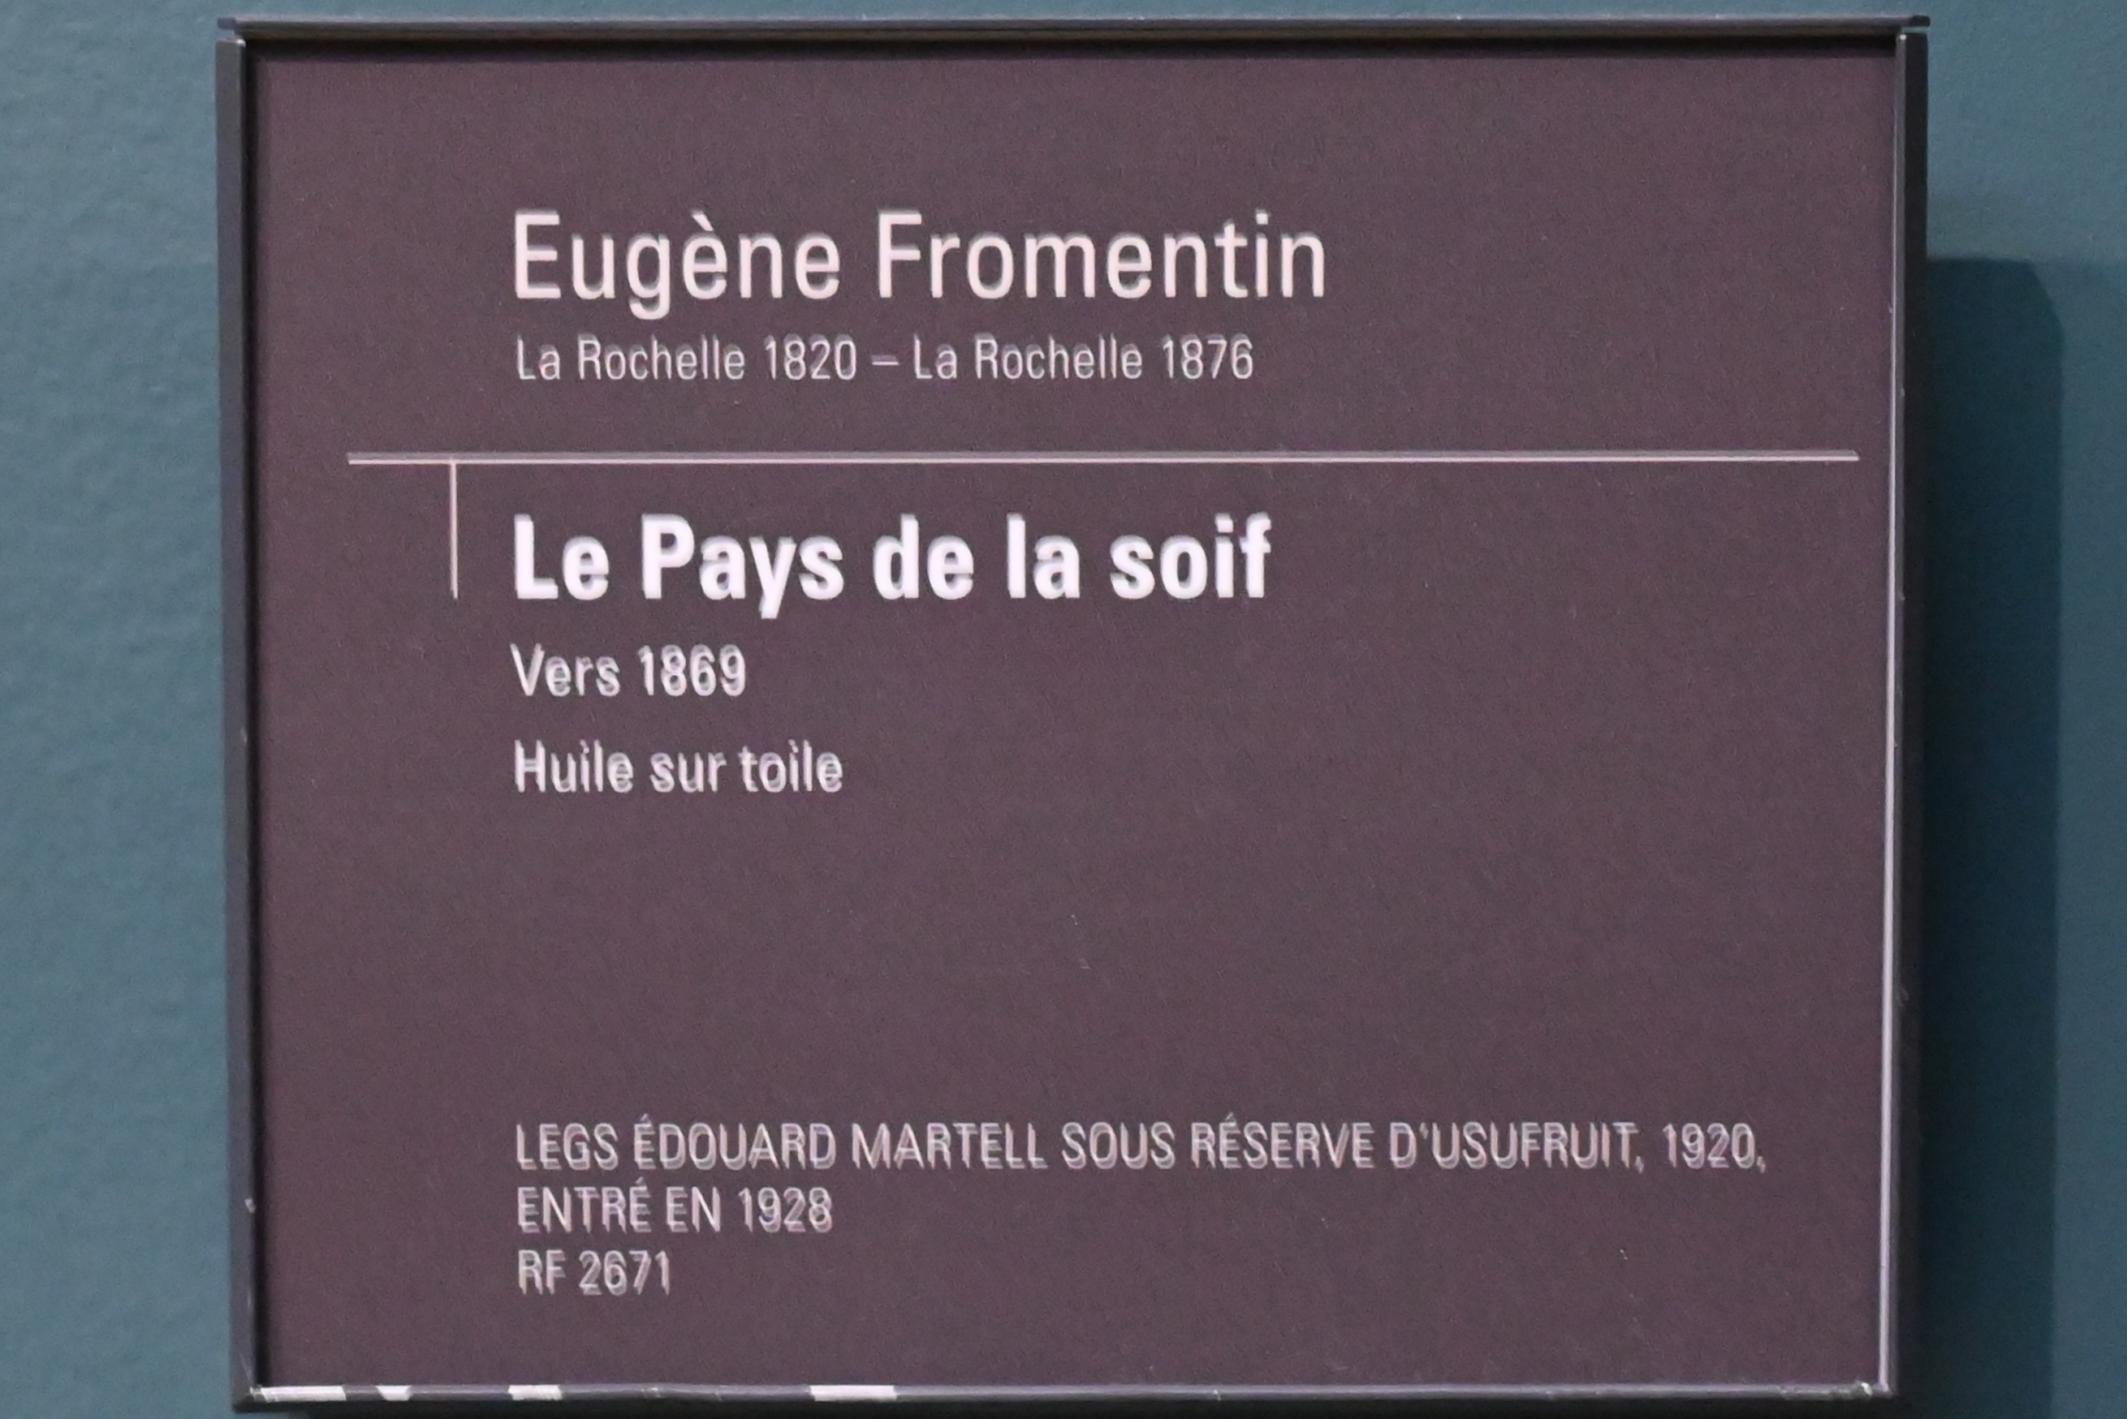 Eugène Fromentin
La Rochelle 1820 – La Rochelle 1876
Le Pays de la soif
Vers 1869
Huile sur toile
LEGS ÉDOUARD MARTELL SOUS RÉSERVE D'USUFRUIT, 1920,
ENTRÉ EN 1928
RF 2671